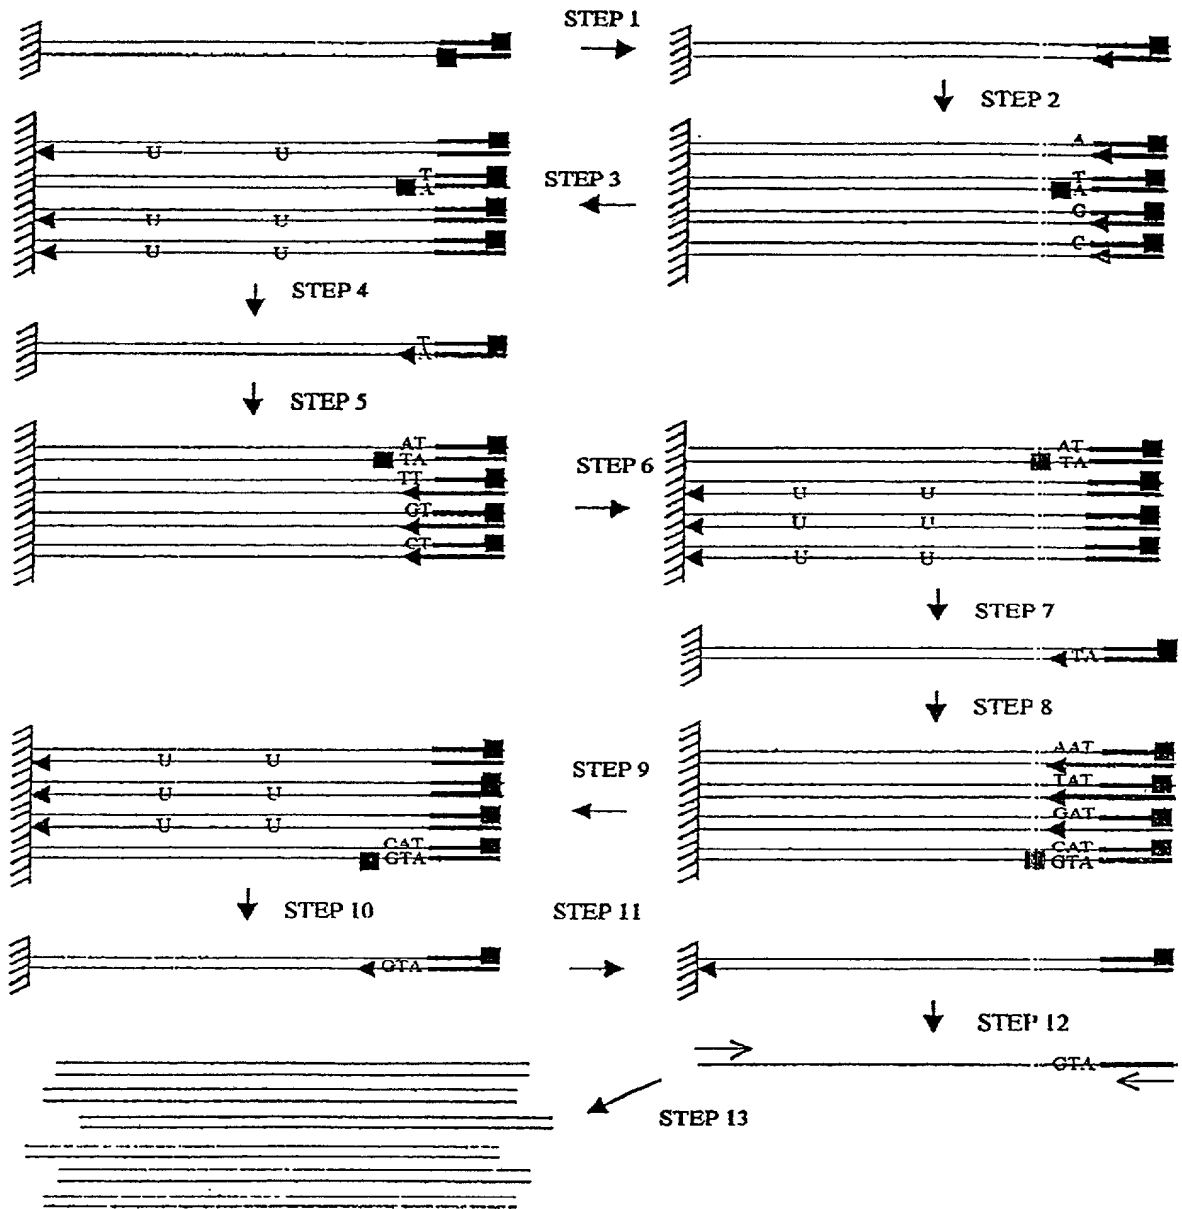 STEP 1
STEP 2
A
T
A
G
C
STEP 3
U U
T
A
U U
U U
STEP 4
T
A
STEP 5
AT
TA
TT
GT
CT
STEP 6
AT
TA
U U
U U
U U
STEP 7
TA
STEP 8
AAT
TAT
GAT
CAT
GTA
STEP 9
U U
U U
U U
CAT
GTA
STEP 10
GTA
STEP 11
STEP 12
GTA
STEP 13